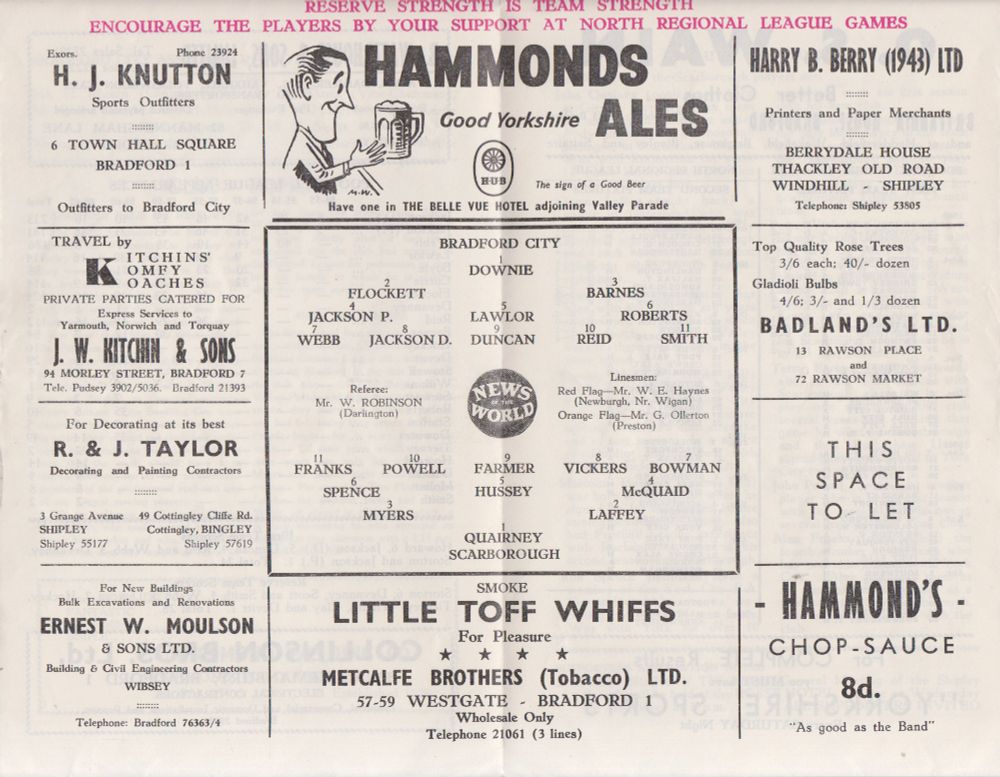 RESERVE STRENGTH IS TEAM STRENGTH
ENCOURAGE THE PLAYERS BY YOUR SUPPORT AT NORTH REGIONAL LEAGUE GAMES
Exors. Phone 23924
H. J. KNUTTON
Sports Outfitters
6 TOWN HALL SQUARE
BRADFORD 1
Outfitters to Bradford City
HAMMONDS
Good Yorkshire ALES
HUB
The sign of a Good Beer
Have one in THE BELLE VUE HOTEL adjoining Valley Parade
HARRY B. BERRY (1943) LTD
Printers and Paper Merchants
BERRYDALE HOUSE
THACKLEY OLD ROAD
WINDHILL - SHIPLEY
Telephone: Shipley 53805
TRAVEL by
KITCHINS'
KOMFY
KOACHES
PRIVATE PARTIES CATERED FOR
Express Services to
Yarmouth, Norwich and Torquay
J. W. KITCHIN & SONS
94 MORLEY STREET, BRADFORD 7
Tele. Pudsey 3902/5036. Bradford 21393
For Decorating at its best
R. & J. TAYLOR
Decorating and Painting Contractors
3 Grange Avenue 49 Cottingley Cliffe Rd.
SHIPLEY Cottingley, BINGLEY
Shipley 55177 Shipley 57619
For New Buildings
Bulk Excavations and Renovations
ERNEST W. MOULSON
& SONS LTD.
Building & Civil Engineering Contractors
WIBSEY
Telephone: Bradford 76363/4
BRADFORD CITY
1
DOWNIE
2 3
FLOCKETT BARNES
4 5 6
JACKSON P. LAWLOR ROBERTS
7 8 9 10 11
WEBB JACKSON D. DUNCAN REID SMITH
Referee:
Mr. W. ROBINSON
(Darlington)
NEWS
OF THE
WORLD
Linesmen:
Red Flag—Mr. W. E. Haynes
(Newburgh, Nr. Wigan)
Orange Flag—Mr. G. Ollerton
(Preston)
11 10 9 8 7
FRANKS POWELL FARMER VICKERS BOWMAN
6 5 4
SPENCE HUSSEY McQUAID
3 2
MYERS LAFFEY
1
QUAIRNEY
SCARBOROUGH
SMOKE
LITTLE TOFF WHIFFS
For Pleasure
METCALFE BROTHERS (Tobacco) LTD.
57-59 WESTGATE - BRADFORD 1
Wholesale Only
Telephone 21061 (3 lines)
Top Quality Rose Trees
3/6 each; 40/- dozen
Gladioli Bulbs
4/6; 3/- and 1/3 dozen
BADLAND'S LTD.
13 RAWSON PLACE
and
72 RAWSON MARKET
THIS
SPACE
TO LET
- HAMMOND'S -
CHOP-SAUCE
8d.
"As good as the Band"